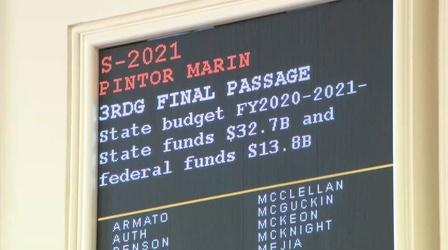 S-2021
PINTOR MARIN
3RDG FINAL PASSAGE
State budget FY2020-2021-
State funds $32.7B and
federal funds $13.8B
ARMATO
AUTH
BENSON
MCCLELLAN
MCGUCKIN
MCKEON
MCKNIGHT
MEJIA